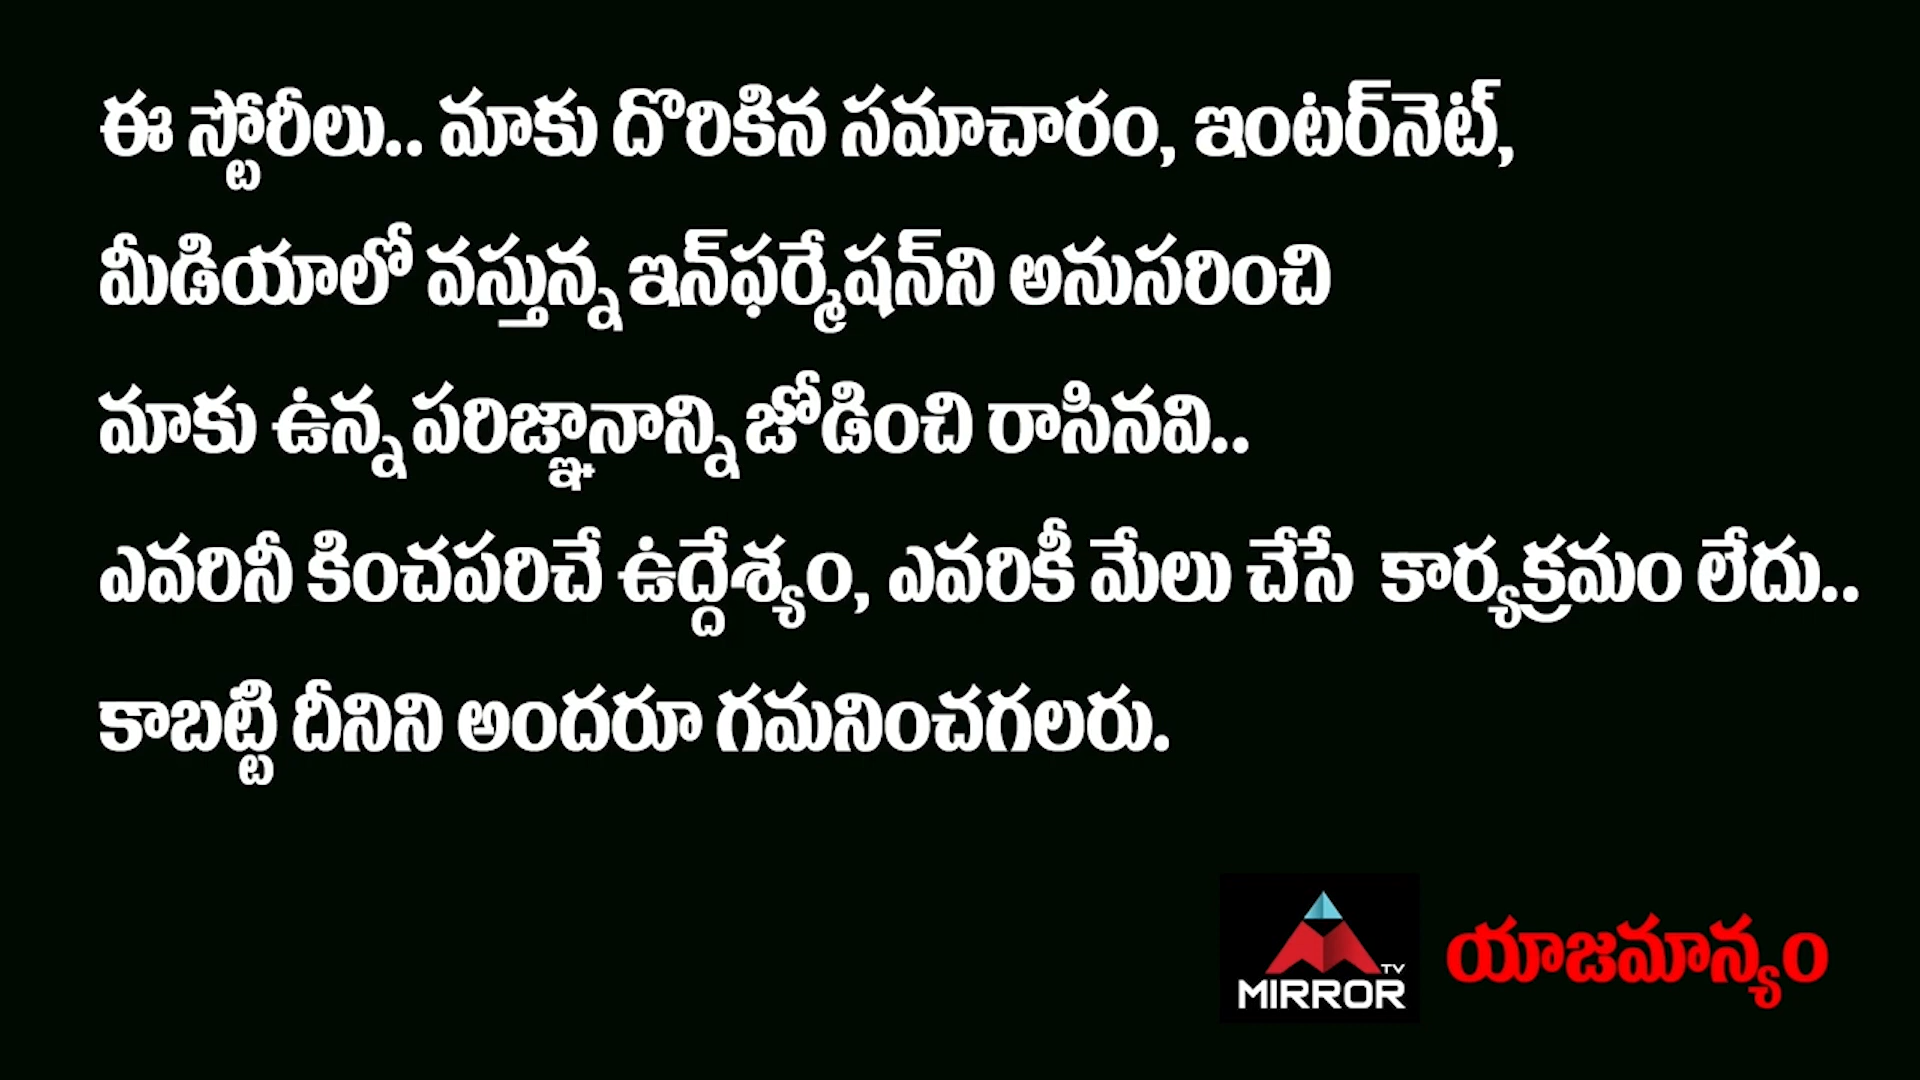 ఈ స్టోరీలు.. మాకు దొరికిన సమాచారం, ఇంటర్‌నెట్,
మీడియాలో వస్తున్న ఇన్‌ఫర్మేషన్‌ని అనుసరించి
మాకు ఉన్న పరిజ్ఞానాన్ని జోడించి రాసినవి..
ఎవరినీ కించపరిచే ఉద్దేశ్యం, ఎవరికీ మేలు చేసే కార్యక్రమం లేదు..
కాబట్టి దీనిని అందరూ గమనించగలరు.
TV
MIRROR
యాజమాన్యం